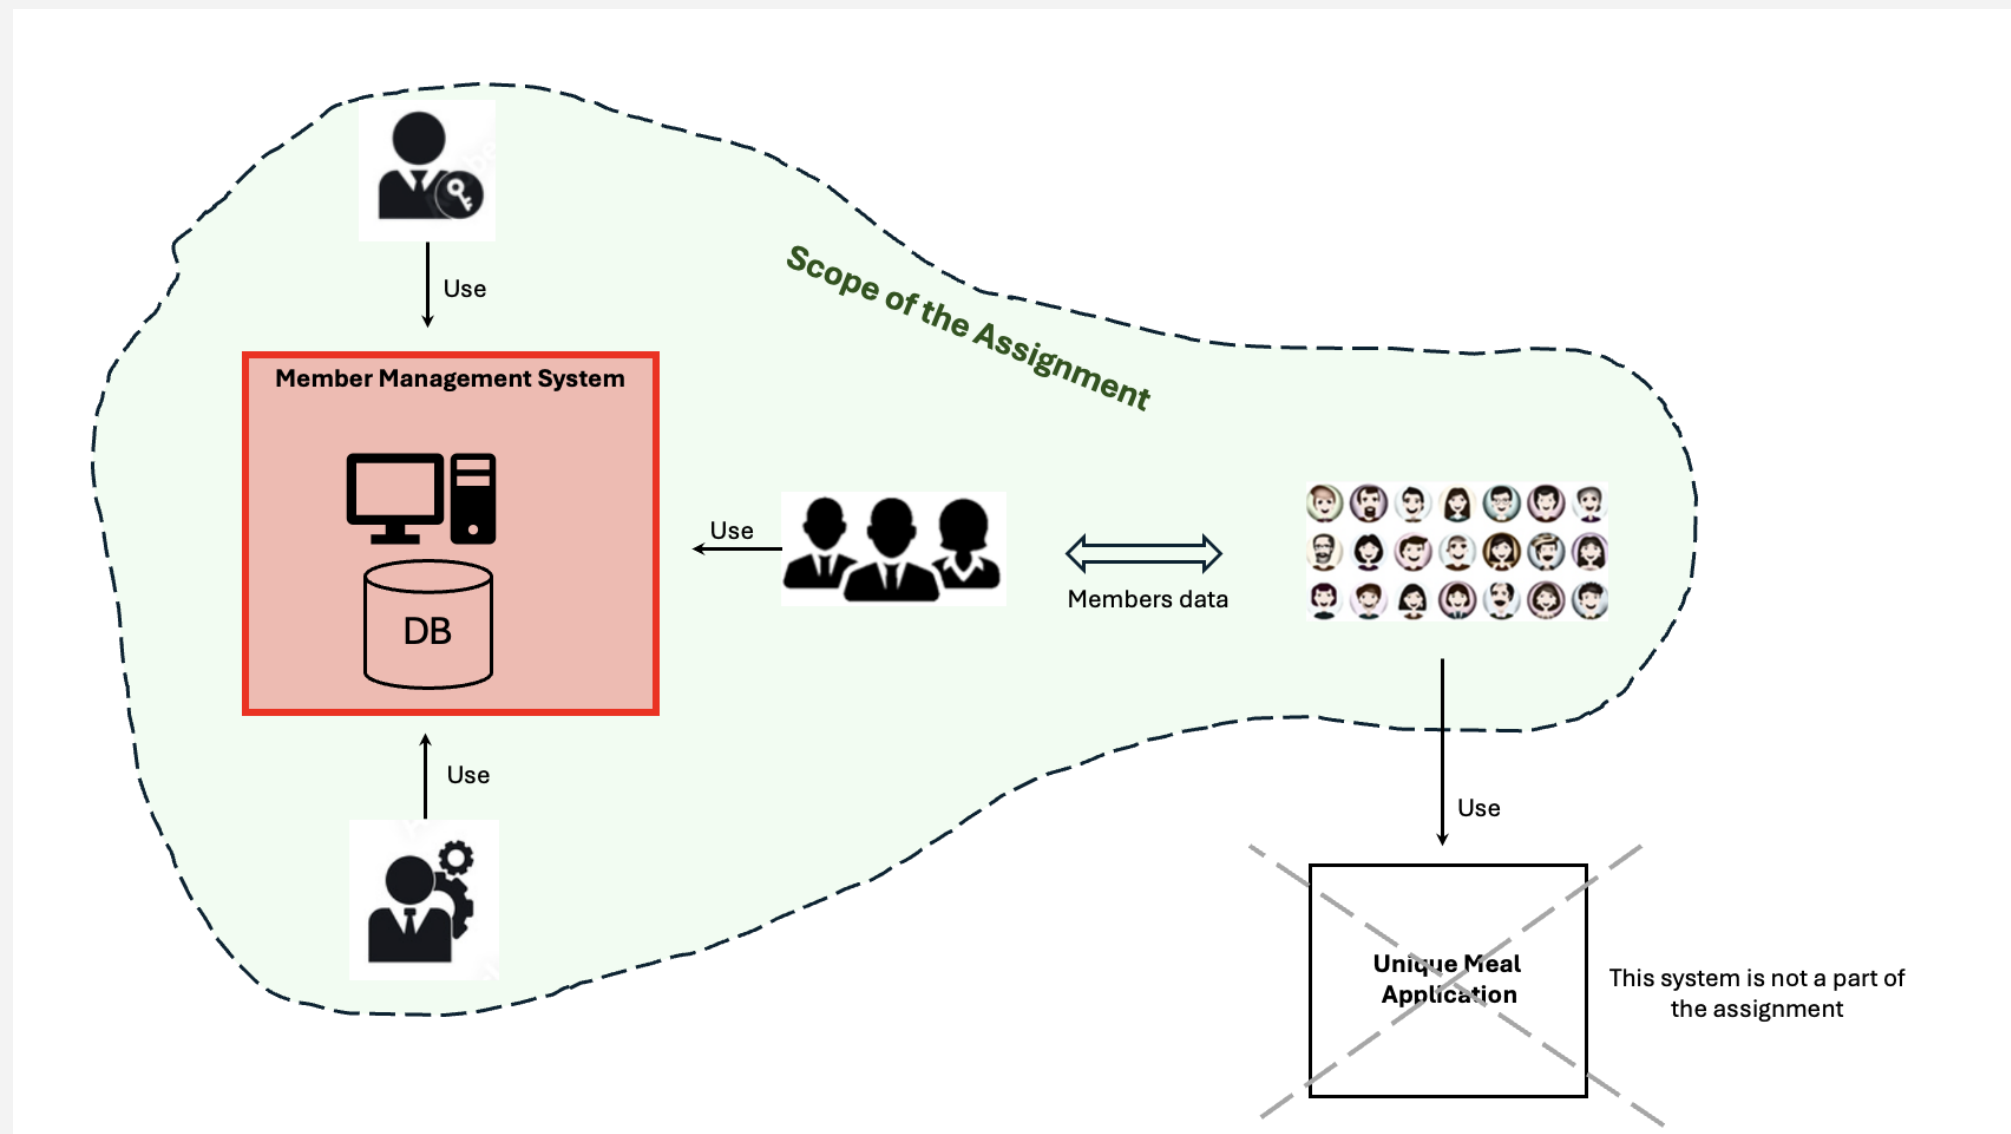 Use
Scope of the Assignment
Member Management System
DB
Use
Members data
Use
Use
Unique Meal
Application
This system is not a part of
the assignment